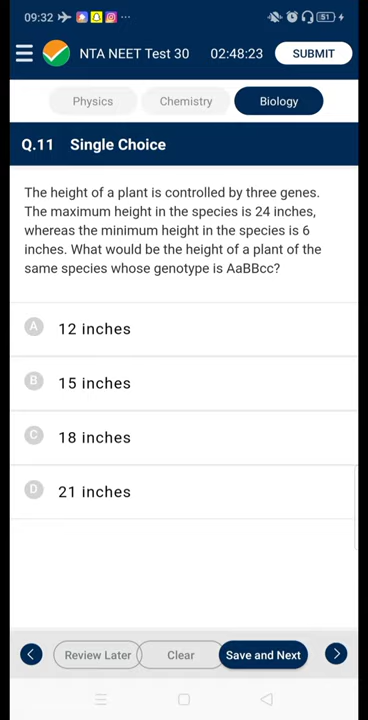 09:32
51
NTA NEET Test 30 02:48:23 SUBMIT
Physics Chemistry Biology
Q.11 Single Choice
The height of a plant is controlled by three genes.
The maximum height in the species is 24 inches,
whereas the minimum height in the species is 6
inches. What would be the height of a plant of the
same species whose genotype is AaBBcc?
A 12 inches
B 15 inches
C 18 inches
D 21 inches
Review Later Clear Save and Next